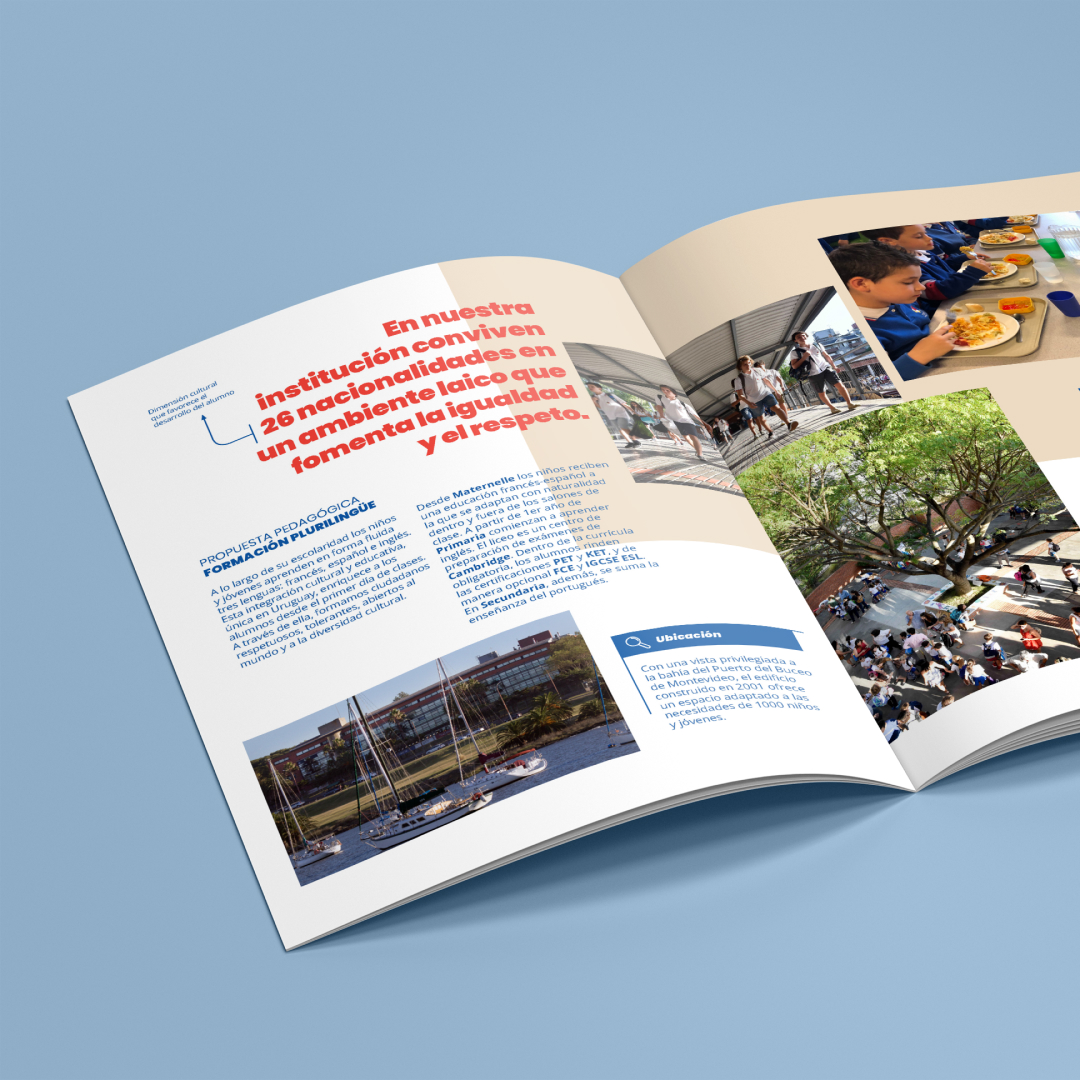 Dimensión cultural
que favorece el
desarrollo del alumno
En nuestra
institución conviven
26 nacionalidades en
un ambiente laico que
fomenta la igualdad
y el respeto.
PROPUESTA PEDAGÓGICA
FORMACIÓN PLURILINGÜE
A lo largo de su escolaridad los niños
y jóvenes aprenden en forma fluida
tres lenguas: francés, español e inglés.
Esta integración cultural y educativa,
única en Uruguay, enriquece a los
alumnos desde el primer día de clases.
A través de ella, formamos ciudadanos
respetuosos, tolerantes, abiertos al
mundo y a la diversidad cultural.
Desde Maternelle los niños reciben
una educación francés-español a
la que se adaptan con naturalidad
dentro y fuera de los salones de
clase. A partir de 1er año de
Primaria comienzan a aprender
inglés. El liceo es un centro de
preparación de exámenes de
Cambridge. Dentro de la currícula
obligatoria, los alumnos rinden
las certificaciones PET y KET, y de
manera opcional FCE y IGCSE ESL.
En Secundaria, además, se suma la
enseñanza del portugués.
Ubicación
Con una vista privilegiada a
la bahía del Puerto del Buceo
de Montevideo, el edificio
construido en 2001 ofrece
un espacio adaptado a las
necesidades de 1000 niños
y jóvenes.